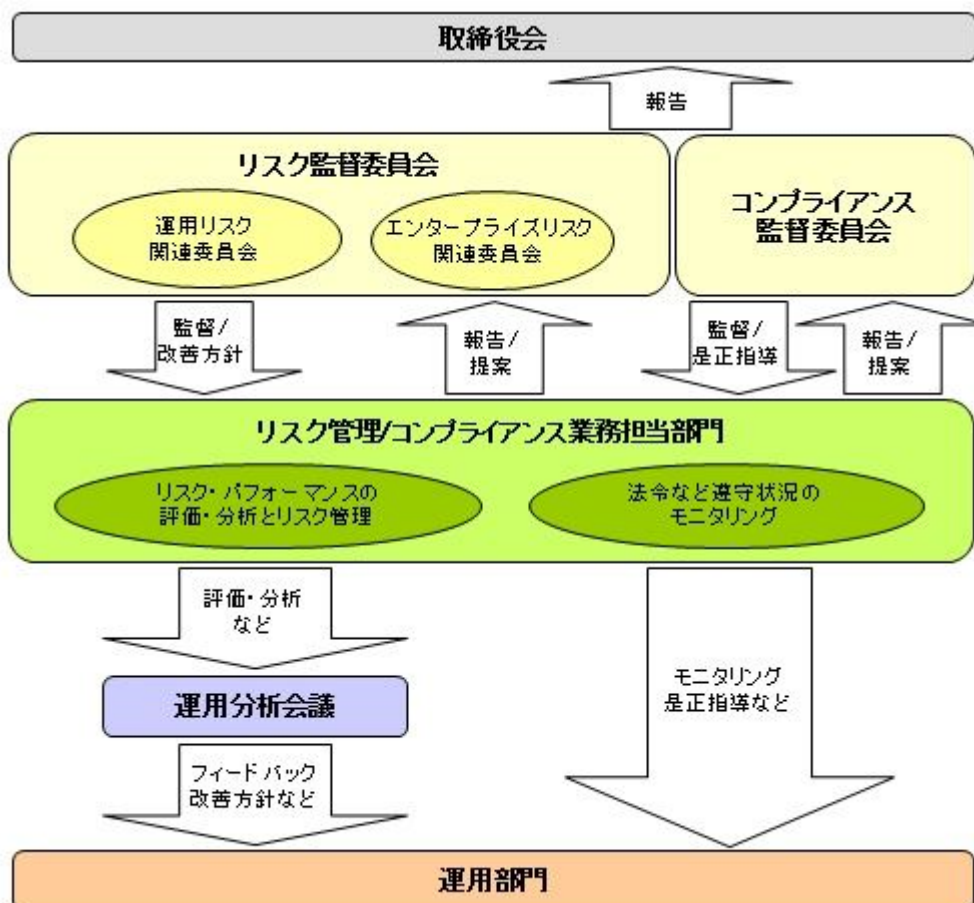 取締役会
報告
リスク監督委員会
運用リスク
関連委員会
エンタープライズリスク
関連委員会
コンプライアンス
監督委員会
監督/
改善方針
報告/
提案
監督/
是正指導
報告/
提案
リスク管理/コンプライアンス業務担当部門
リスク・パフォーマンスの
評価・分析とリスク管理
法令など遵守状況の
モニタリング
評価・分析
など
運用分析会議
モニタリング
是正指導など
フィードバック
改善方針など
運用部門